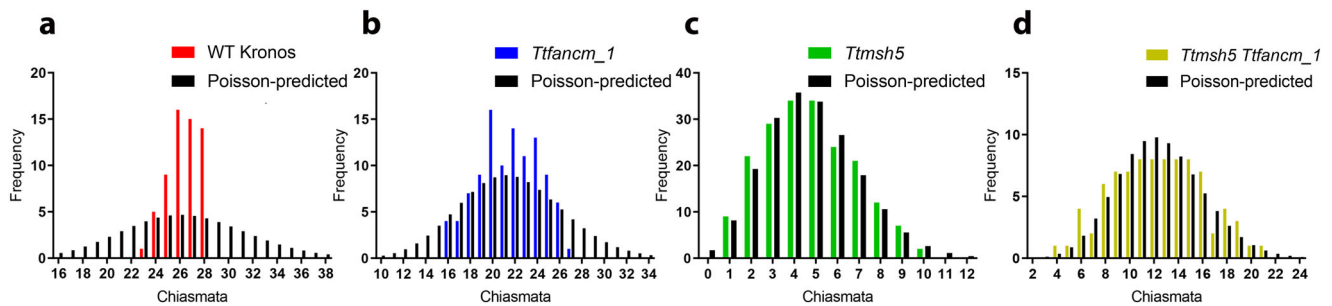 a
WT Kronos
Poisson-predicted
20
15
10
5
0
Frequency
16 18 20 22 24 26 28 30 32 34 36 38
Chiasmata
b
Ttfancm_1
Poisson-predicted
20
15
10
5
0
Frequency
10 12 14 16 18 20 22 24 26 28 30 32 34
Chiasmata
c
Ttmsh5
Poisson-predicted
40
30
20
10
0
Frequency
0 1 2 3 4 5 6 7 8 9 10 11 12
Chiasmata
d
Ttmsh5 Ttfancm_1
Poisson-predicted
15
10
5
0
Frequency
2 4 6 8 10 12 14 16 18 20 22 24
Chiasmata